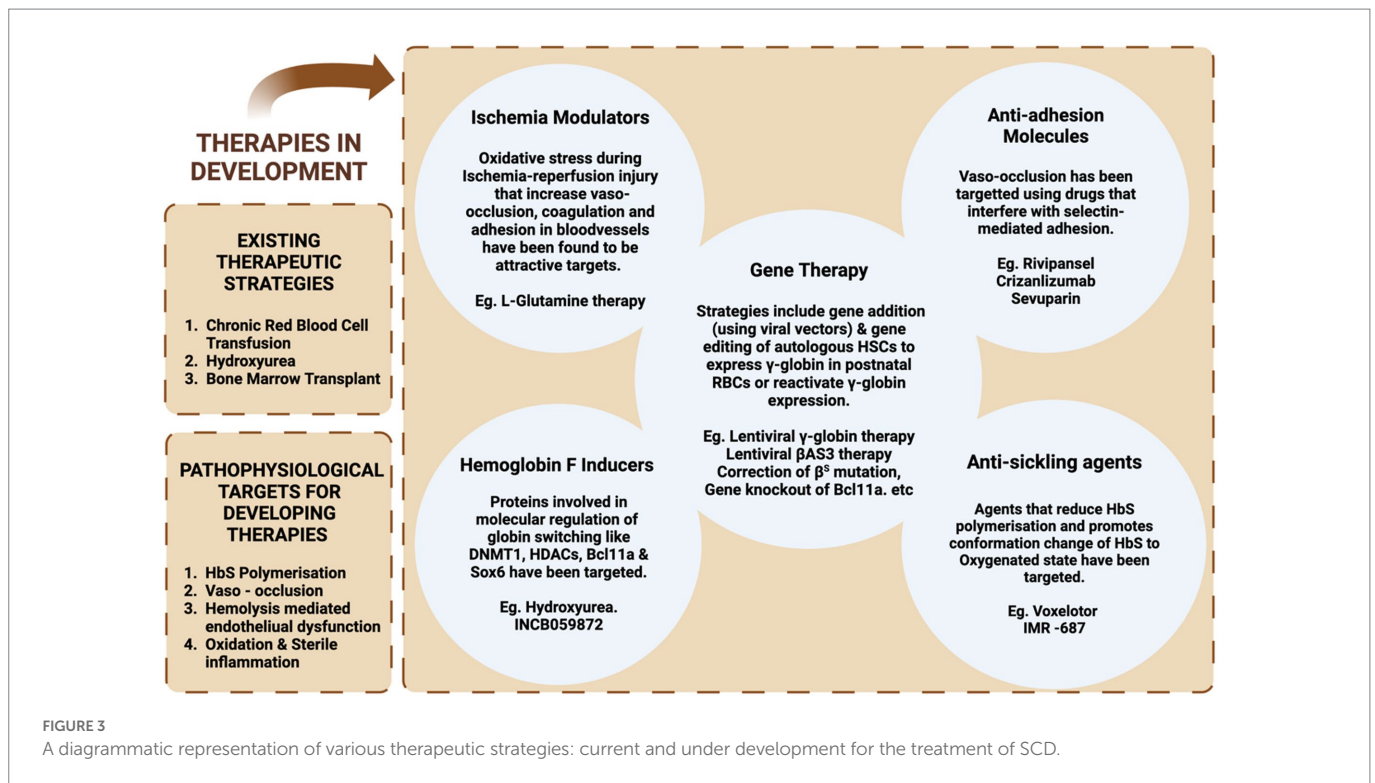 THERAPIES IN
DEVELOPMENT
EXISTING
THERAPEUTIC
STRATEGIES
1. Chronic Red Blood Cell
Transfusion
2. Hydroxyurea
3. Bone Marrow Transplant
PATHOPHYSIOLOGICAL
TARGETS FOR
DEVELOPING
THERAPIES
1. HbS Polymerisation
2. Vaso - occlusion
3. Hemolysis mediated
endotheliual dysfunction
4. Oxidation & Sterile
inflammation
Ischemia Modulators
Oxidative stress during
Ischemia-reperfusion injury
that increase vaso-
occlusion, coagulation and
adhesion in bloodvessels
have been found to be
attractive targets.
Eg. L-Glutamine therapy
Anti-adhesion
Molecules
Vaso-occlusion has been
targetted using drugs that
interfere with selectin-
mediated adhesion.
Eg. Rivipansel
Crizanlizumab
Sevuparin
Gene Therapy
Strategies include gene addition
(using viral vectors) & gene
editing of autologous HSCs to
express γ-globin in postnatal
RBCs or reactivate γ-globin
expression.
Eg. Lentiviral γ-globin therapy
Lentiviral βAS3 therapy
Correction of βˢ mutation,
Gene knockout of Bcl11a. etc
Hemoglobin F Inducers
Proteins involved in
molecular regulation of
globin switching like
DNMT1, HDACs, Bcl11a &
Sox6 have been targeted.
Eg. Hydroxyurea.
INCB059872
Anti-sickling agents
Agents that reduce HbS
polymerisation and promotes
conformation change of HbS to
Oxygenated state have been
targeted.
Eg. Voxelotor
IMR -687
FIGURE 3
A diagrammatic representation of various therapeutic strategies: current and under development for the treatment of SCD.